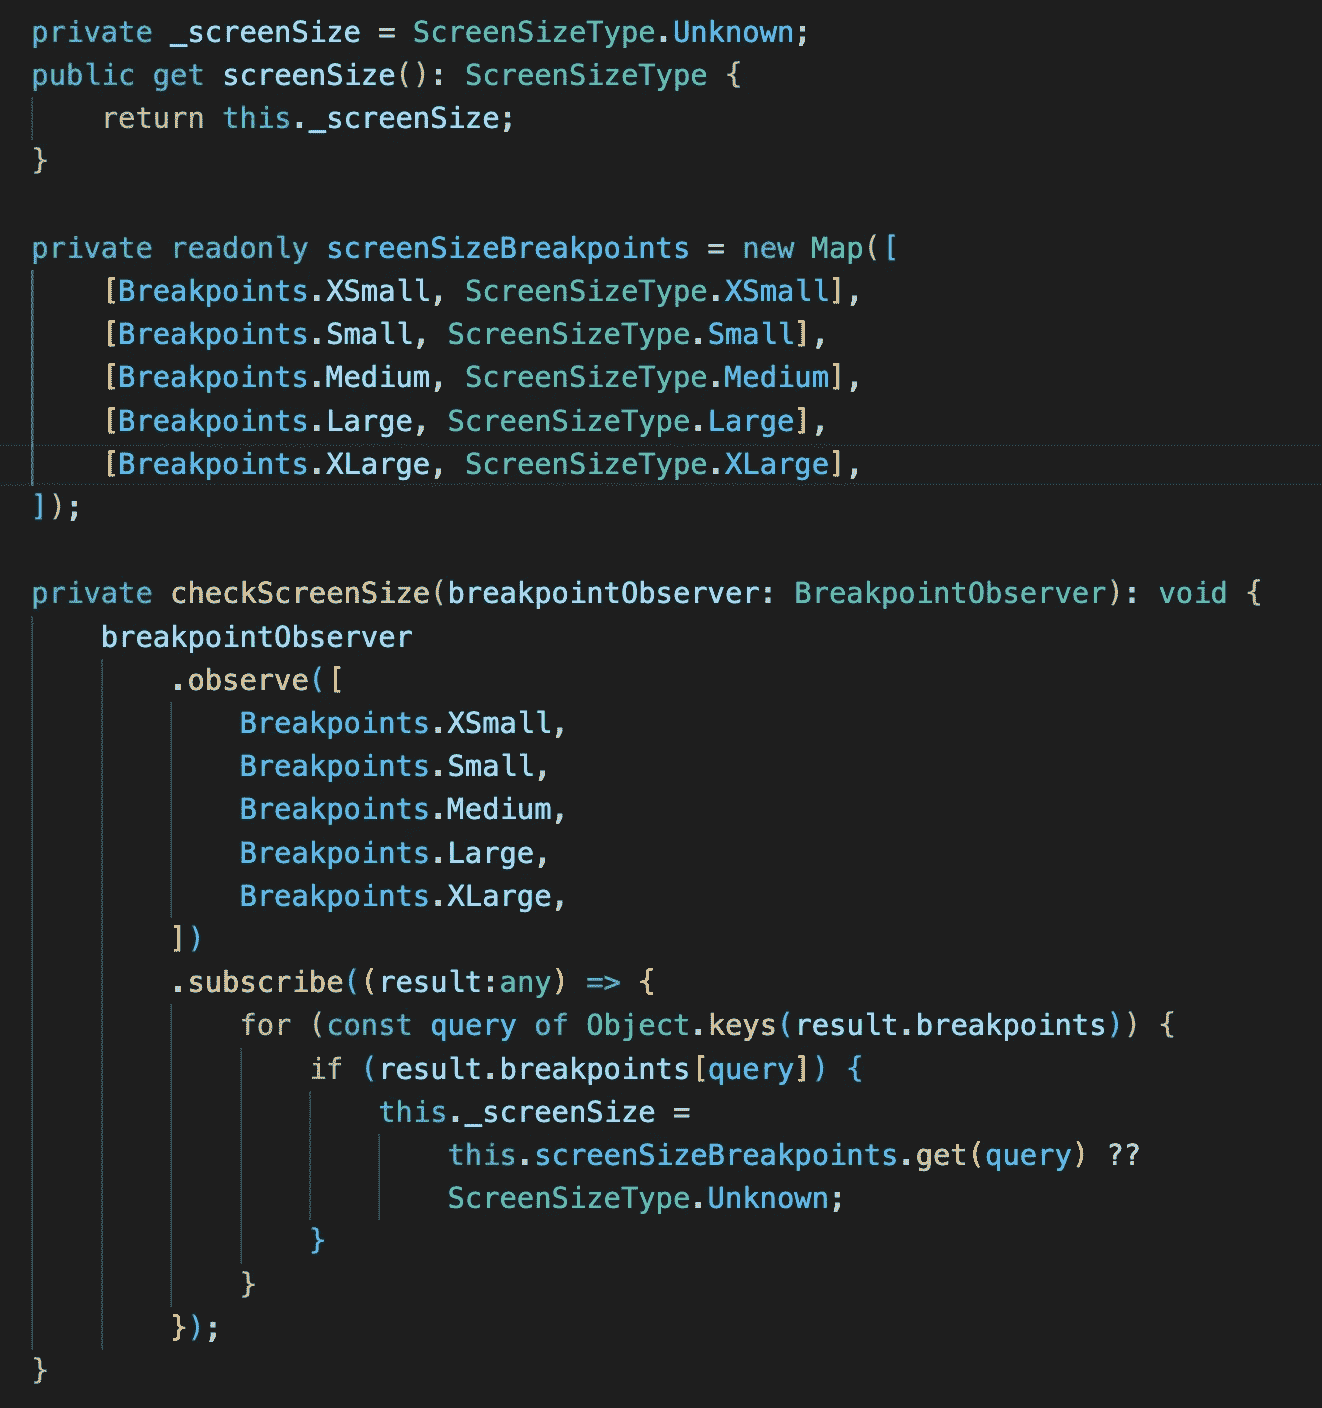 private _screenSize = ScreenSizeType.Unknown;
public get screenSize(): ScreenSizeType {
    return this._screenSize;
}

private readonly screenSizeBreakpoints = new Map([
    [Breakpoints.XSmall, ScreenSizeType.XSmall],
    [Breakpoints.Small, ScreenSizeType.Small],
    [Breakpoints.Medium, ScreenSizeType.Medium],
    [Breakpoints.Large, ScreenSizeType.Large],
    [Breakpoints.XLarge, ScreenSizeType.XLarge],
]);

private checkScreenSize(breakpointObserver: BreakpointObserver): void {
    breakpointObserver
        .observe([
            Breakpoints.XSmall,
            Breakpoints.Small,
            Breakpoints.Medium,
            Breakpoints.Large,
            Breakpoints.XLarge,
        ])
        .subscribe((result:any) => {
            for (const query of Object.keys(result.breakpoints)) {
                if (result.breakpoints[query]) {
                    this._screenSize =
                        this.screenSizeBreakpoints.get(query) ??
                        ScreenSizeType.Unknown;
                }
            }
        });
}